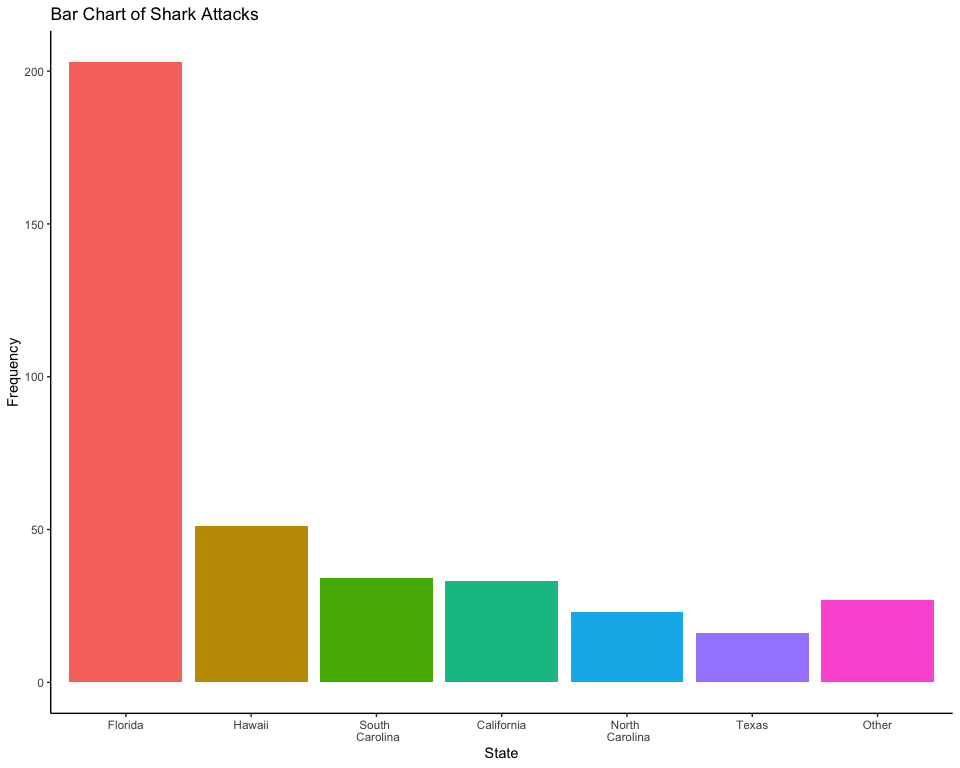 Bar Chart of Shark Attacks
Frequency
200
150
100
50
0
Florida
Hawaii
South
Carolina
California
North
Carolina
Texas
Other
State